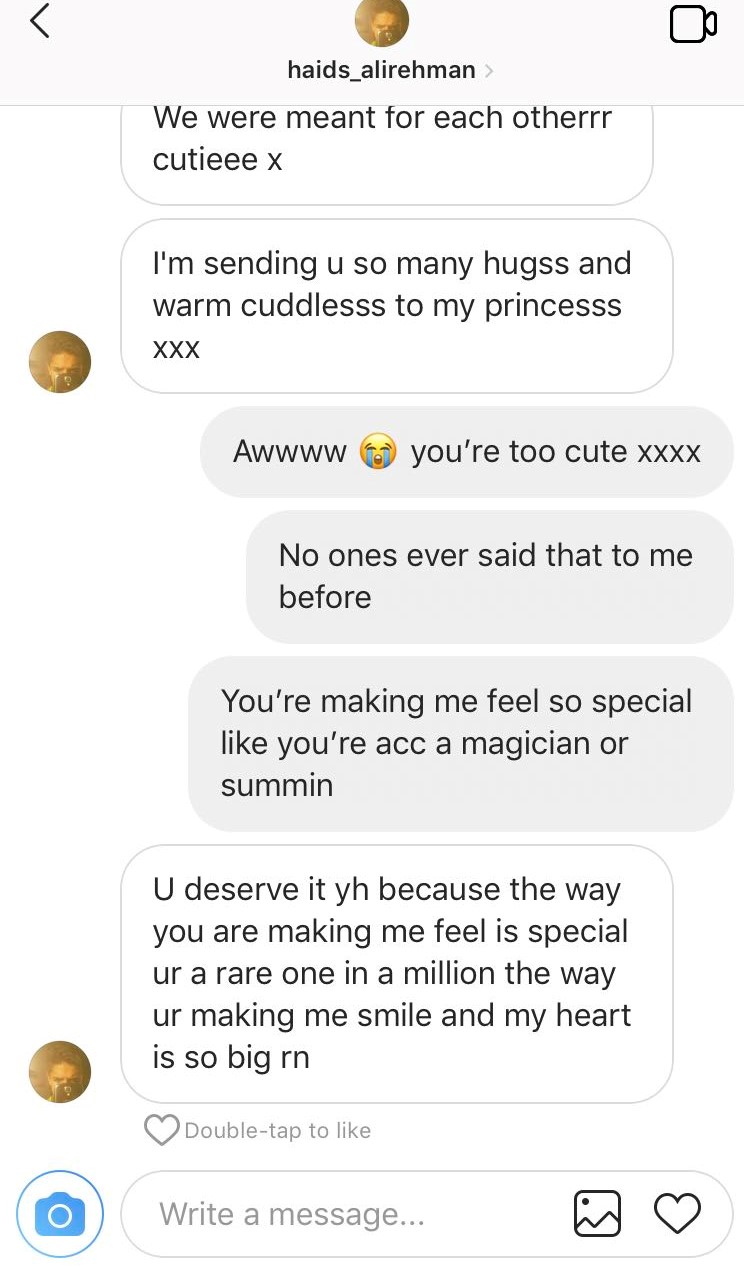 haids_alirehman
We were meant for each otherrr
cutieee x
I'm sending u so many hugss and
warm cuddlesss to my princesss
xxx
Awwww 😭 you’re too cute xxxx
No ones ever said that to me
before
You’re making me feel so special
like you’re acc a magician or
summin
U deserve it yh because the way
you are making me feel is special
ur a rare one in a million the way
ur making me smile and my heart
is so big rn
Double-tap to like
Write a message...